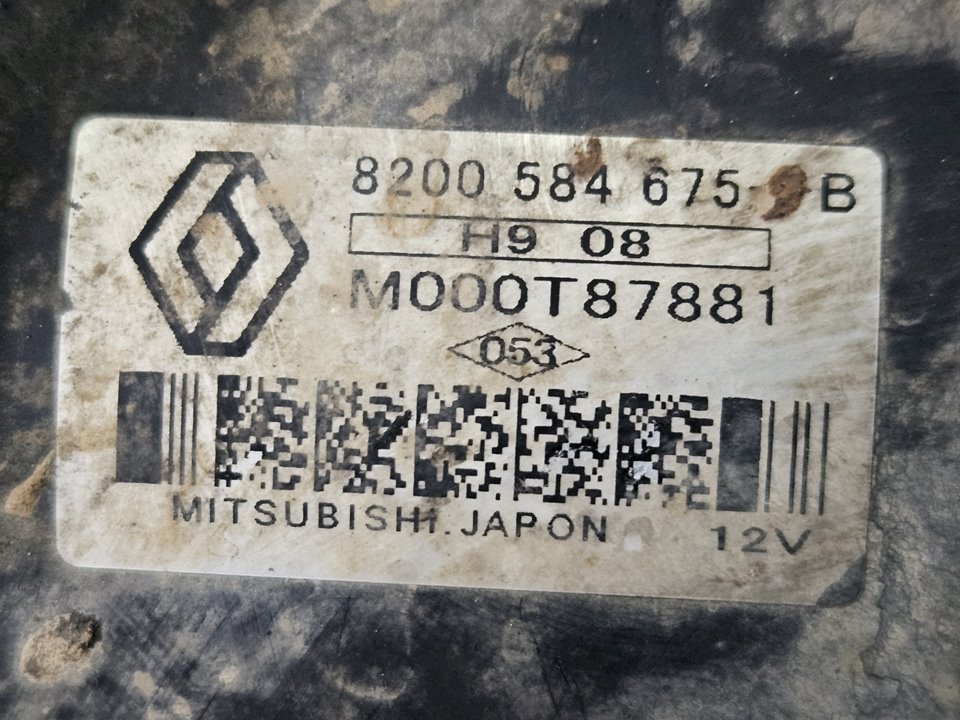 8200 584 675 B
H9 08
M000T87881
053
MITSUBISHI.JAPON 12V